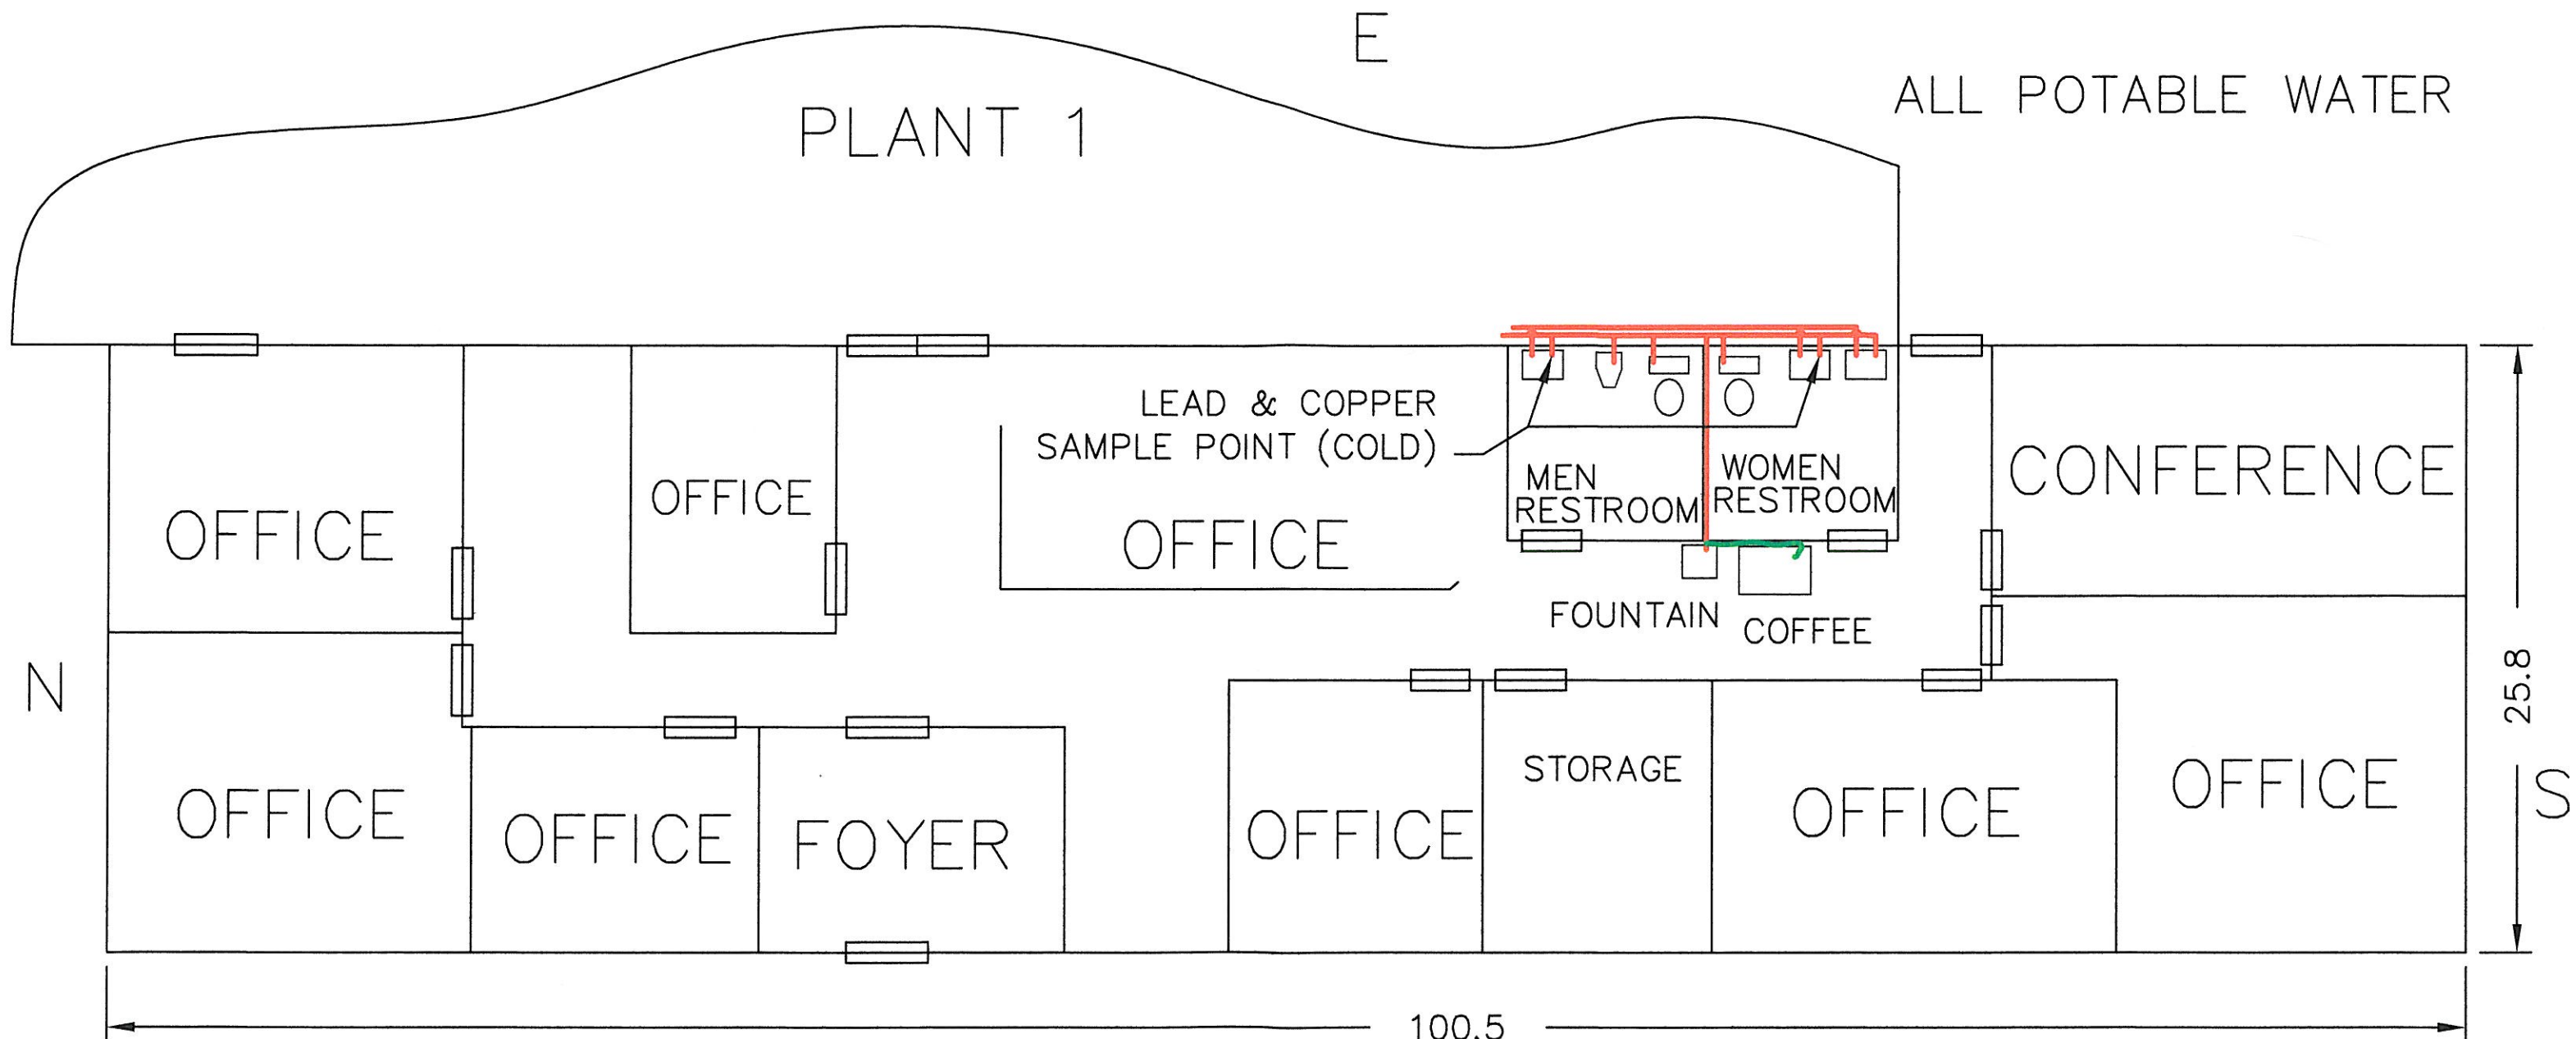 E
ALL POTABLE WATER
PLANT 1
LEAD & COPPER
SAMPLE POINT (COLD)
MEN
RESTROOM
WOMEN
RESTROOM
CONFERENCE
OFFICE
OFFICE
OFFICE
FOUNTAIN
COFFEE
N
25.8
S
OFFICE
OFFICE
FOYER
OFFICE
STORAGE
OFFICE
OFFICE
100.5